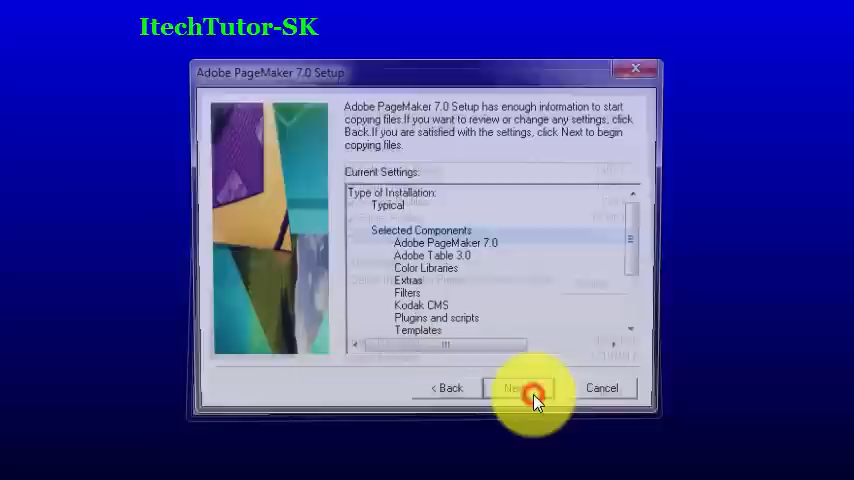 ItechTutor-SK
Adobe PageMaker 7.0 Setup
Adobe PageMaker 7.0 Setup has enough information to start
copying files.If you want to review or change any settings, click
Back.If you are satisfied with the settings, click Next to begin
copying files.
Current Settings:
Type of Installation:
Typical
Selected Components
Adobe PageMaker 7.0
Adobe Table 3.0
Color Libraries
Extras
Filters
Kodak CMS
Plugins and scripts
Templates
< Back
Cancel